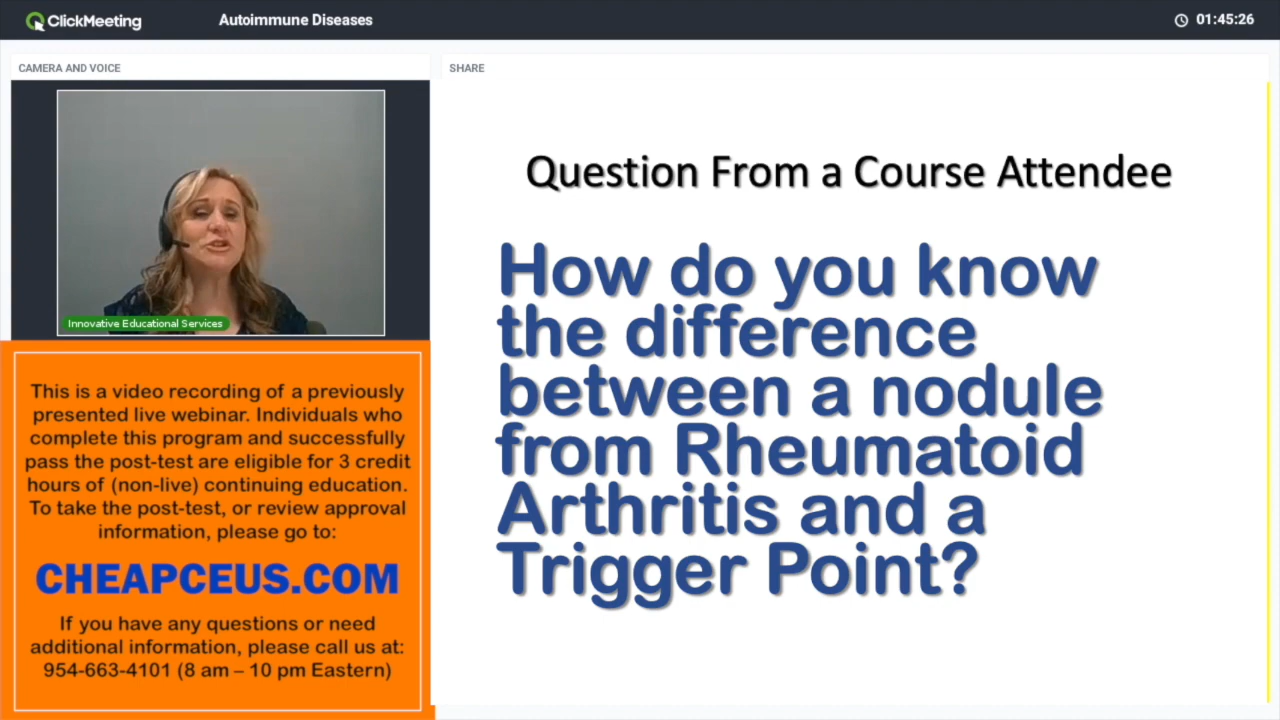 ClickMeeting
Autoimmune Diseases
01:45:26
CAMERA AND VOICE
SHARE
Innovative Educational Services
Question From a Course Attendee
How do you know
the difference
between a nodule
from Rheumatoid
Arthritis and a
Trigger Point?
This is a video recording of a previously
presented live webinar. Individuals who
complete this program and successfully
pass the post-test are eligible for 3 credit
hours of (non-live) continuing education.
To take the post-test, or review approval
information, please go to:
CHEAPCEUS.COM
If you have any questions or need
additional information, please call us at:
954-663-4101 (8 am – 10 pm Eastern)